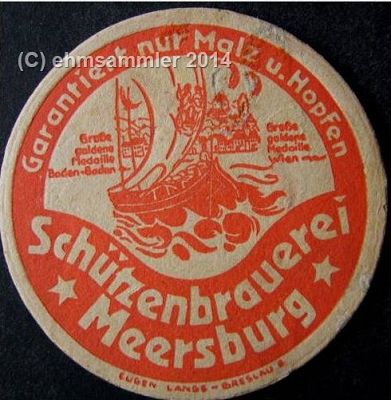 (C) ehmsammler 2014
Garantiert nur Malz u. Hopfen
Große
goldene
Medaille
Baden-Baden
Große
goldene
Medaille
Wien
Schützenbrauerei
Meersburg
EUGEN LANGE - BRESLAU 6